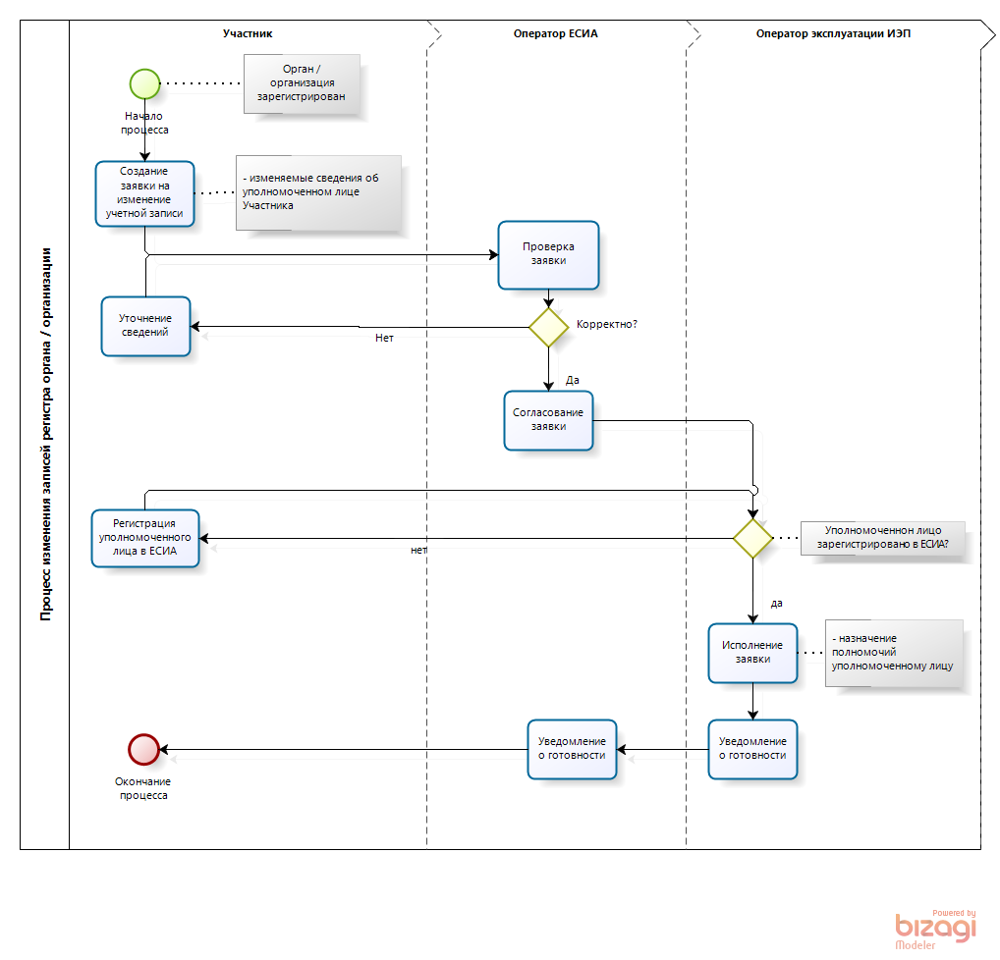 Участник
Оператор ЕСИА
Оператор эксплуатации ИЭП
Процесс изменения записей регистра органа / организации
Орган /
организация
зарегистрирован
Начало
процесса
Создание
заявки на
изменение
учетной записи
- изменяемые сведения об
уполномоченном лице
Участника
Проверка
заявки
Уточнение
сведений
Нет
Корректно?
Да
Согласование
заявки
Регистрация
уполномоченного
лица в ЕСИА
нет
Уполномоченнон лицо
зарегистрировано в ЕСИА?
да
Исполнение
заявки
- назначение
полномочий
уполномоченному лицу
Уведомление
о готовности
Уведомление
о готовности
Окончание
процесса
Powered by
bizagi
Modeler